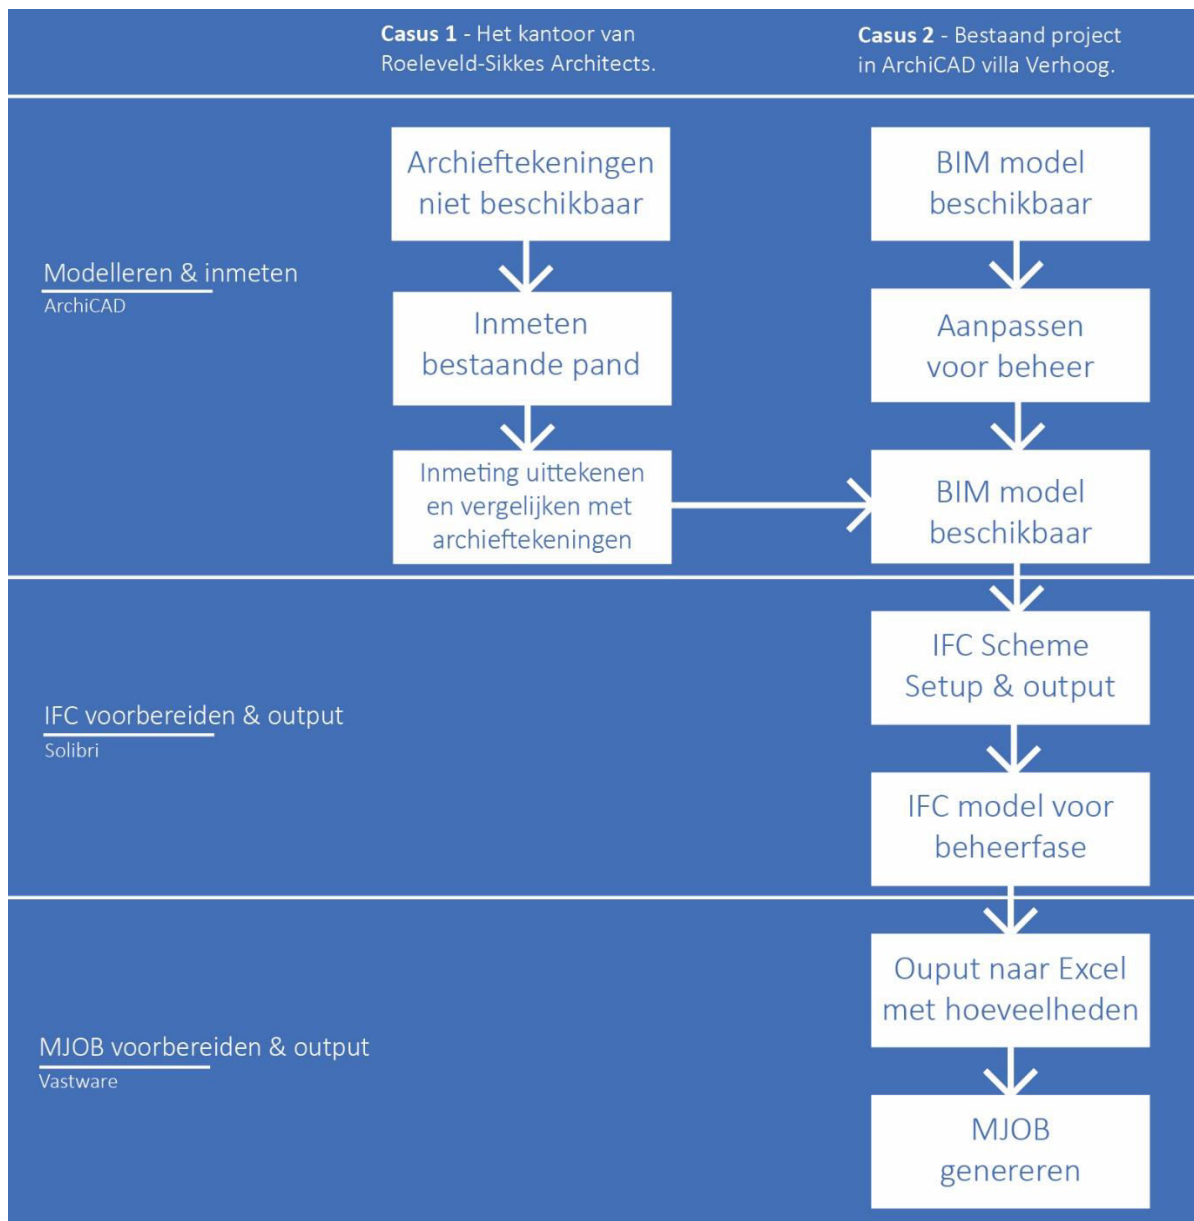 Casus 1 - Het kantoor van
Roeleveld-Sikkes Architects.
Casus 2 - Bestaand project
in ArchiCAD villa Verhoog.
Modelleren & inmeten
ArchiCAD
Archieftekeningen
niet beschikbaar
Inmeten
bestaande pand
Inmeting uittekenen
en vergelijken met
archieftekeningen
BIM model
beschikbaar
Aanpassen
voor beheer
BIM model
beschikbaar
IFC voorbereiden & output
Solibri
IFC Scheme
Setup & output
IFC model voor
beheerfase
MJOB voorbereiden & output
Vastware
Ouput naar Excel
met hoeveelheden
MJOB
genereren